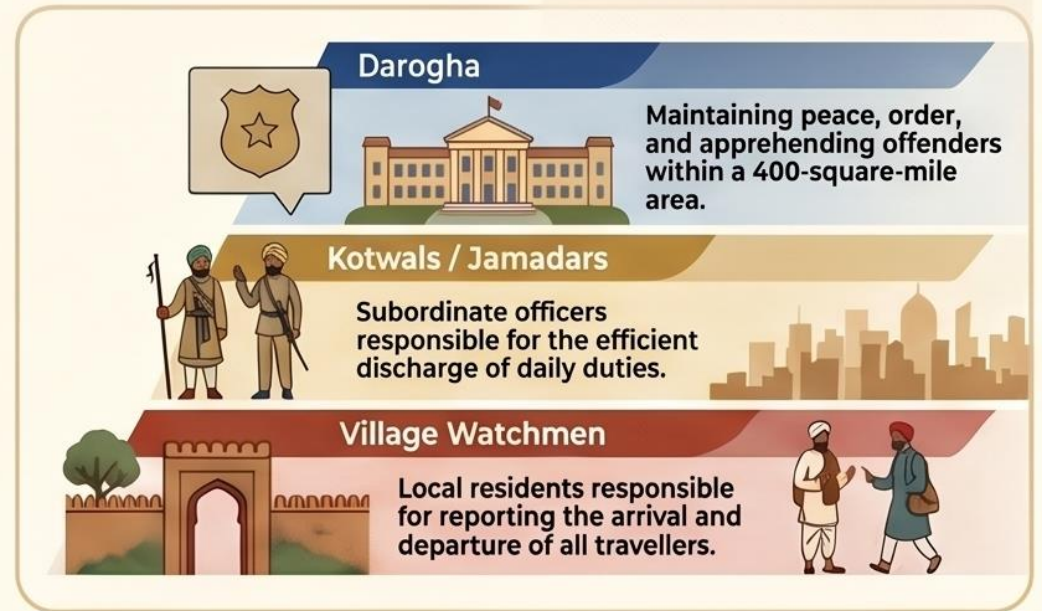 Darogha
Maintaining peace, order,
and apprehending offenders
within a 400-square-mile
area.
Kotwals / Jamadars
Subordinate officers
responsible for the efficient
discharge of daily duties.
Village Watchmen
Local residents responsible
for reporting the arrival and
departure of all travellers.